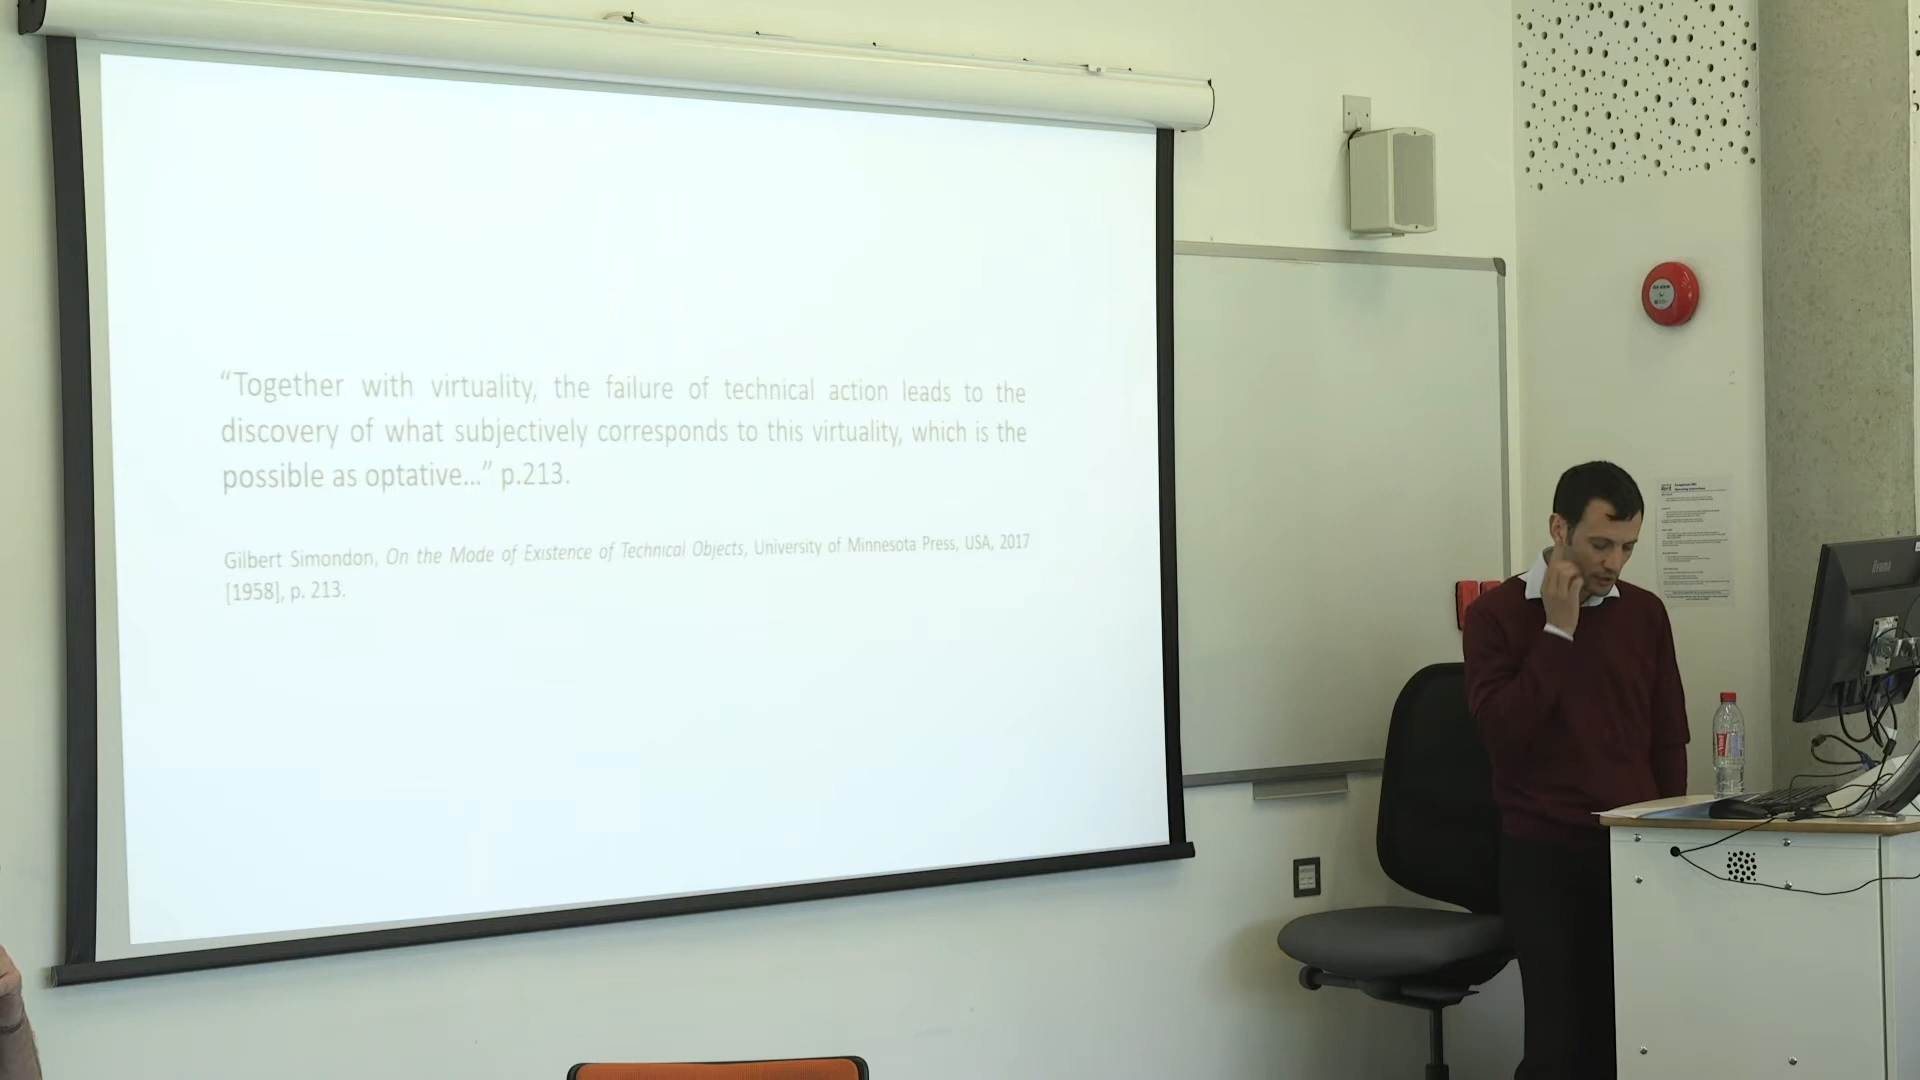 “Together with virtuality, the failure of technical action leads to the
discovery of what subjectively corresponds to this virtuality, which is the
possible as optative...” p.213.
Gilbert Simondon, On the Mode of Existence of Technical Objects, University of Minnesota Press, USA, 2017
[1958], p. 213.
iiyama